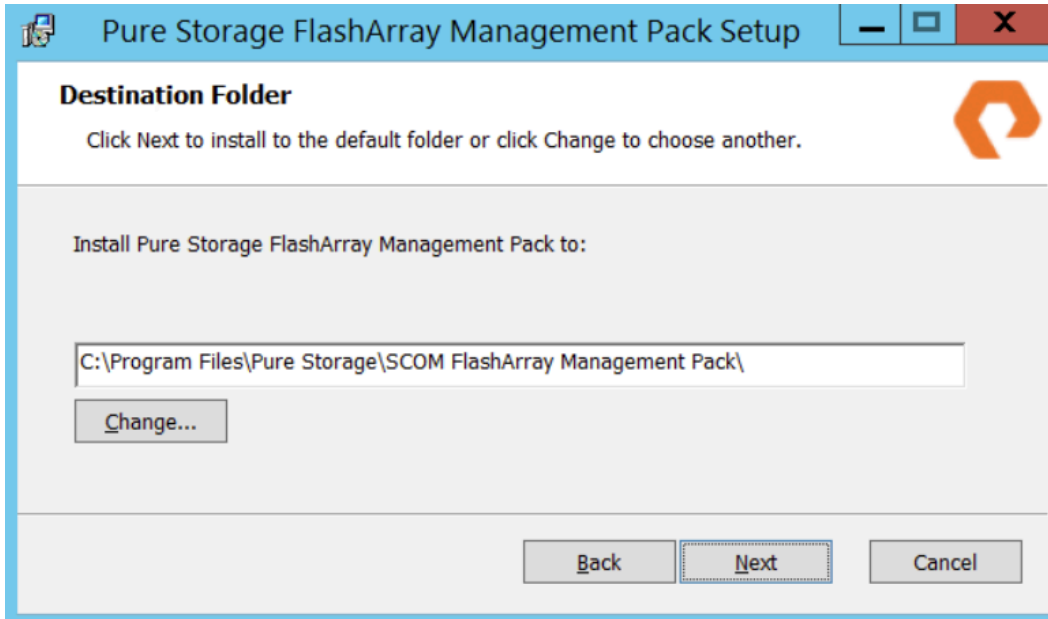 Pure Storage FlashArray Management Pack Setup
Destination Folder
Click Next to install to the default folder or click Change to choose another.
Install Pure Storage FlashArray Management Pack to:
C:\Program Files\Pure Storage\SCOM FlashArray Management Pack\
Change...
Back Next Cancel